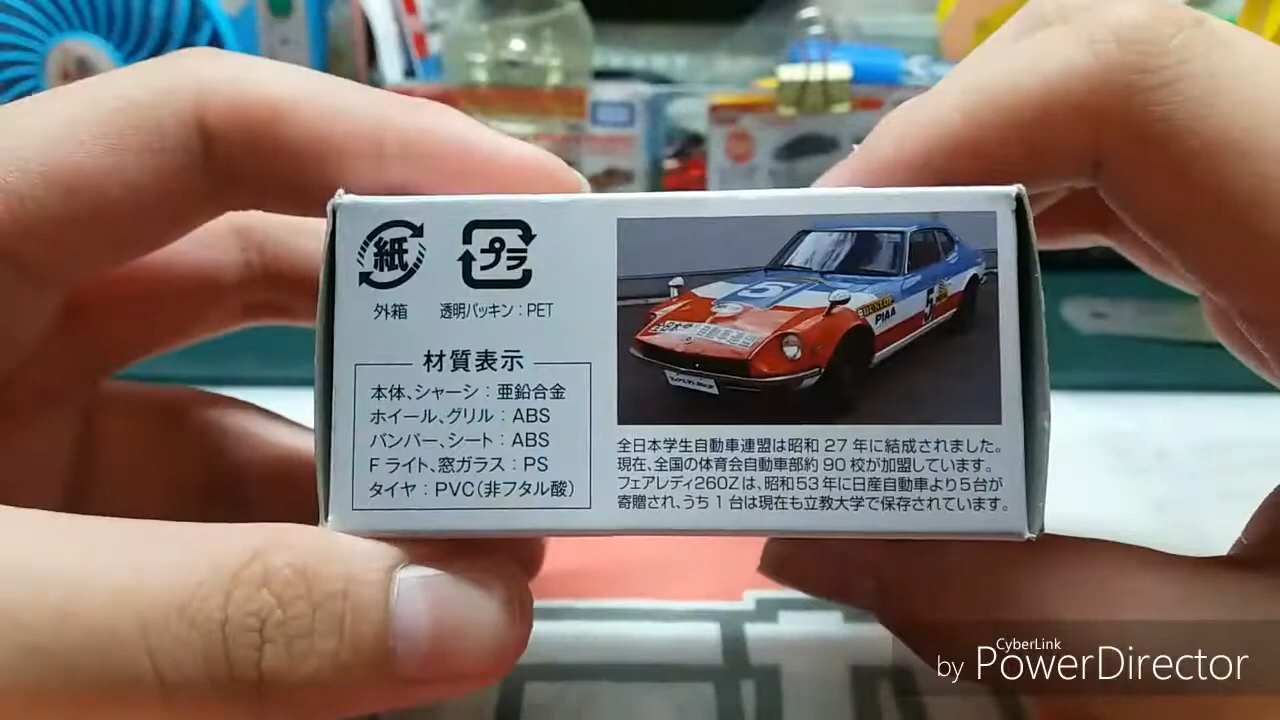 紙
プラ
外箱
透明パッキン：PET
材質表示
本体、シャーシ：亜鉛合金
ホイール、グリル：ABS
バンパー、シート：ABS
Fライト、窓ガラス：PS
タイヤ：PVC（非フタル酸）
5
DUNLOP
PIAA
5
全日本学生自動車連盟は昭和27年に結成されました。
現在、全国の体育会自動車部約90校が加盟しています。
フェアレディ260Zは、昭和53年に日産自動車より5台が
寄贈され、うち1台は現在も立教大学で保存されています。
CyberLink
by PowerDirector